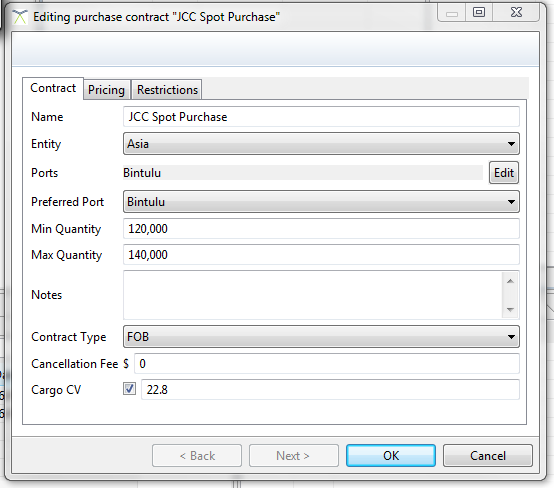 Editing purchase contract "JCC Spot Purchase"
Contract Pricing Restrictions
Name JCC Spot Purchase
Entity Asia
Ports Bintulu Edit
Preferred Port Bintulu
Min Quantity 120,000
Max Quantity 140,000
Notes
Contract Type FOB
Cancellation Fee $ 0
Cargo CV 22.8
< Back Next > OK Cancel